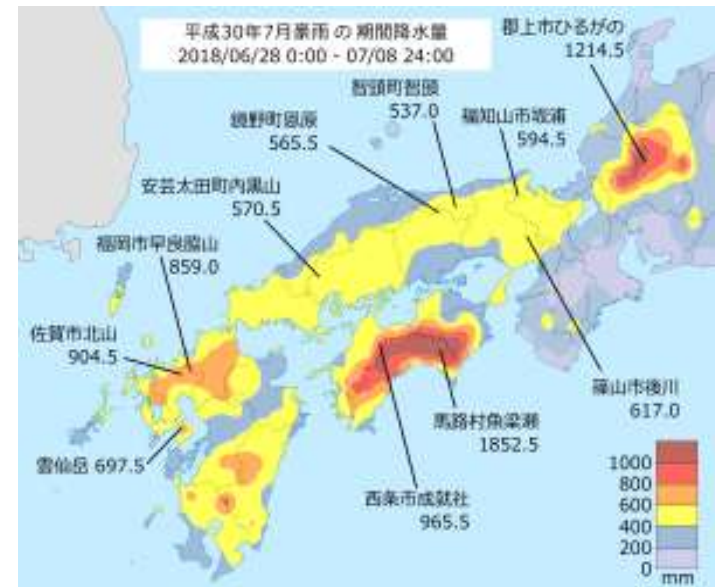 平成30年7月豪雨 の 期間降水量
2018/06/28 0:00 - 07/08 24:00
郡上市ひるがの
1214.5
智頭町智頭
537.0
福知山市坂浦
594.5
鏡野町恩原
565.5
安芸太田町内黒山
570.5
福岡市早良脇山
859.0
佐賀市北山
904.5
篠山市後川
617.0
馬路村魚梁瀬
1852.5
雲仙岳 697.5
西条市成就社
965.5
1000
800
600
400
200
0
mm